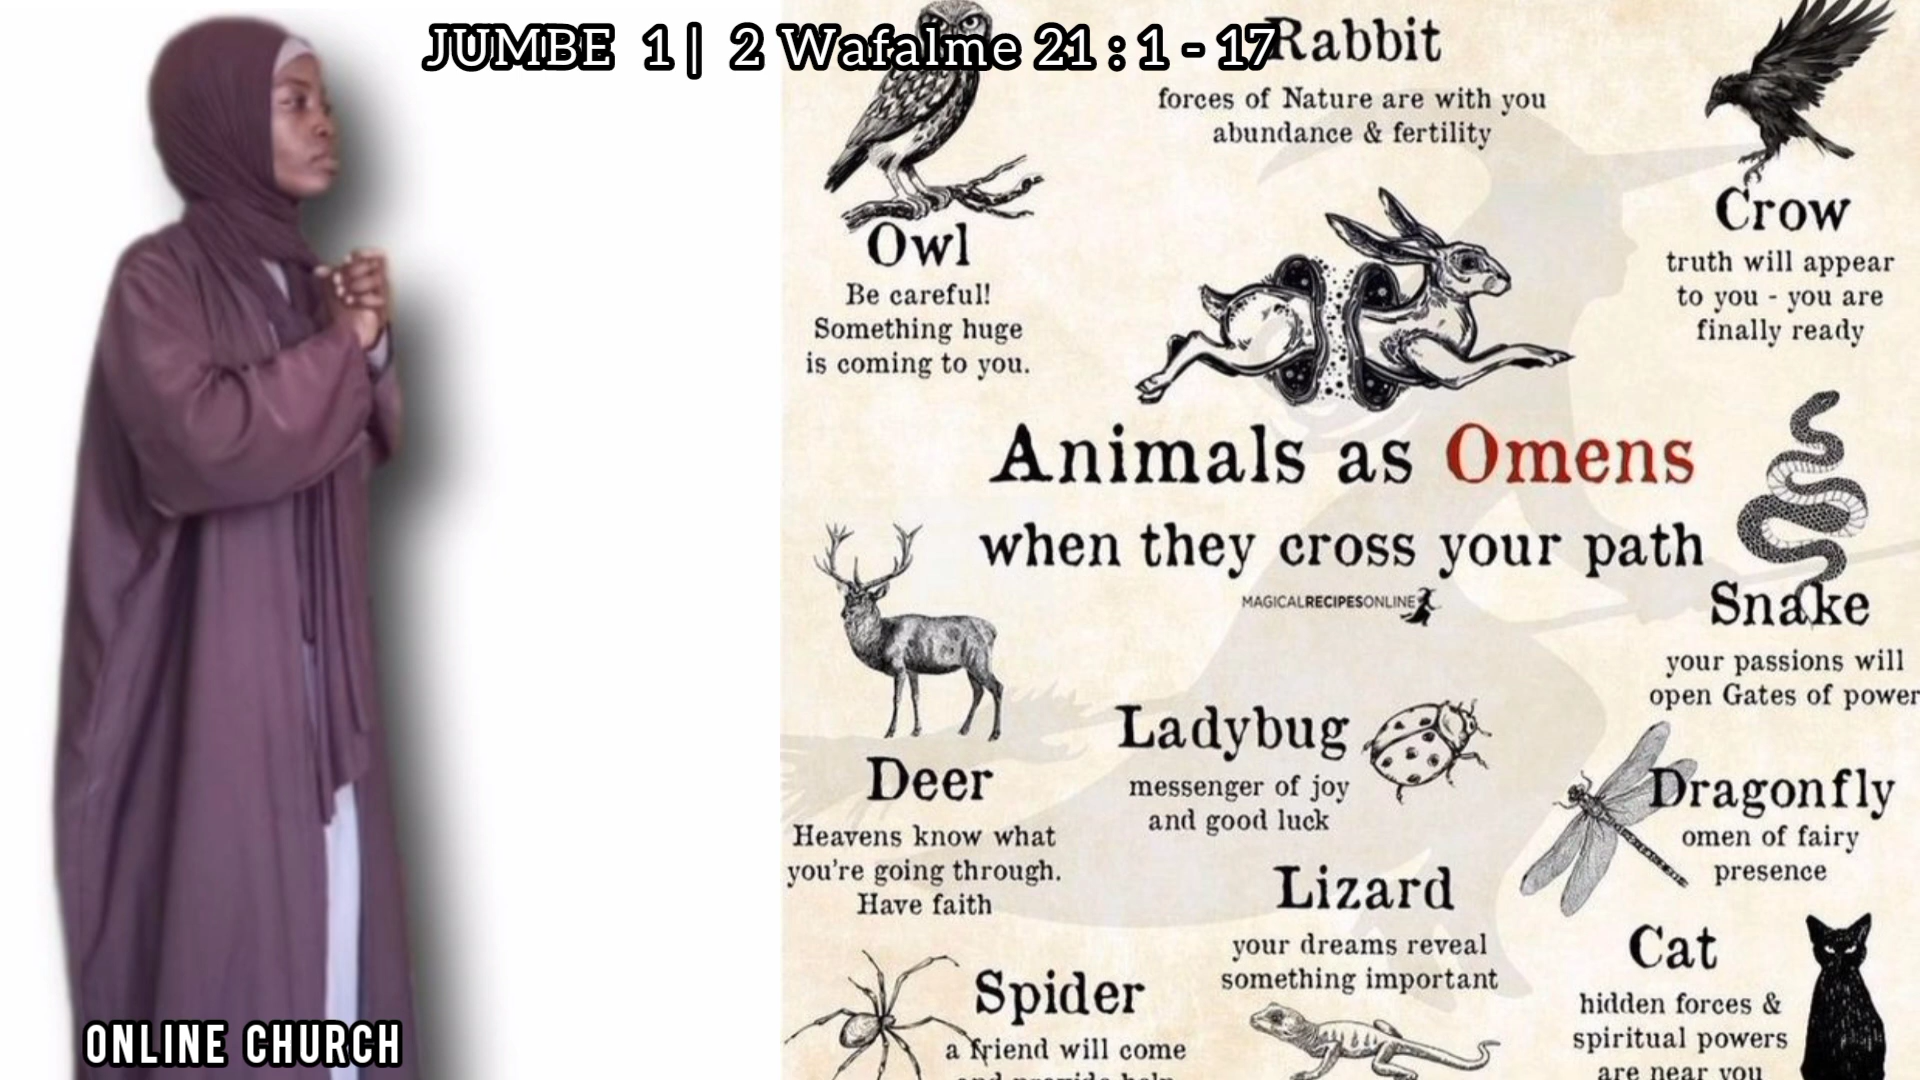 JUMBE 1 | 2 Wafalme 21 : 1 - 17
Rabbit
forces of Nature are with you
abundance & fertility
Crow
truth will appear
to you - you are
finally ready
Owl
Be careful!
Something huge
is coming to you.
Animals as Omens
when they cross your path
MAGICALRECIPESONLINE
Snake
your passions will
open Gates of power
Deer
Heavens know what
you're going through.
Have faith
Ladybug
messenger of joy
and good luck
Dragonfly
omen of fairy
presence
Lizard
your dreams reveal
something important
Cat
hidden forces &
spiritual powers
are near you
Spider
a friend will come
and provide help
ONLINE CHURCH